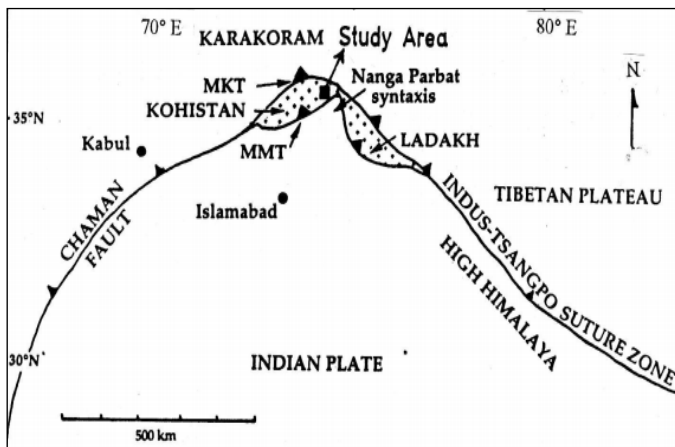 70° E
80° E
KARAKORAM
Study Area
MKT
Nanga Parbat
syntaxis
N
35°N
KOHISTAN
Kabul
MMT
LADAKH
Islamabad
TIBETAN PLATEAU
CHAMAN
FAULT
INDUS-TSANGPO SUTURE ZONE
HIGH HIMALAYA
30°N
INDIAN PLATE
500 km